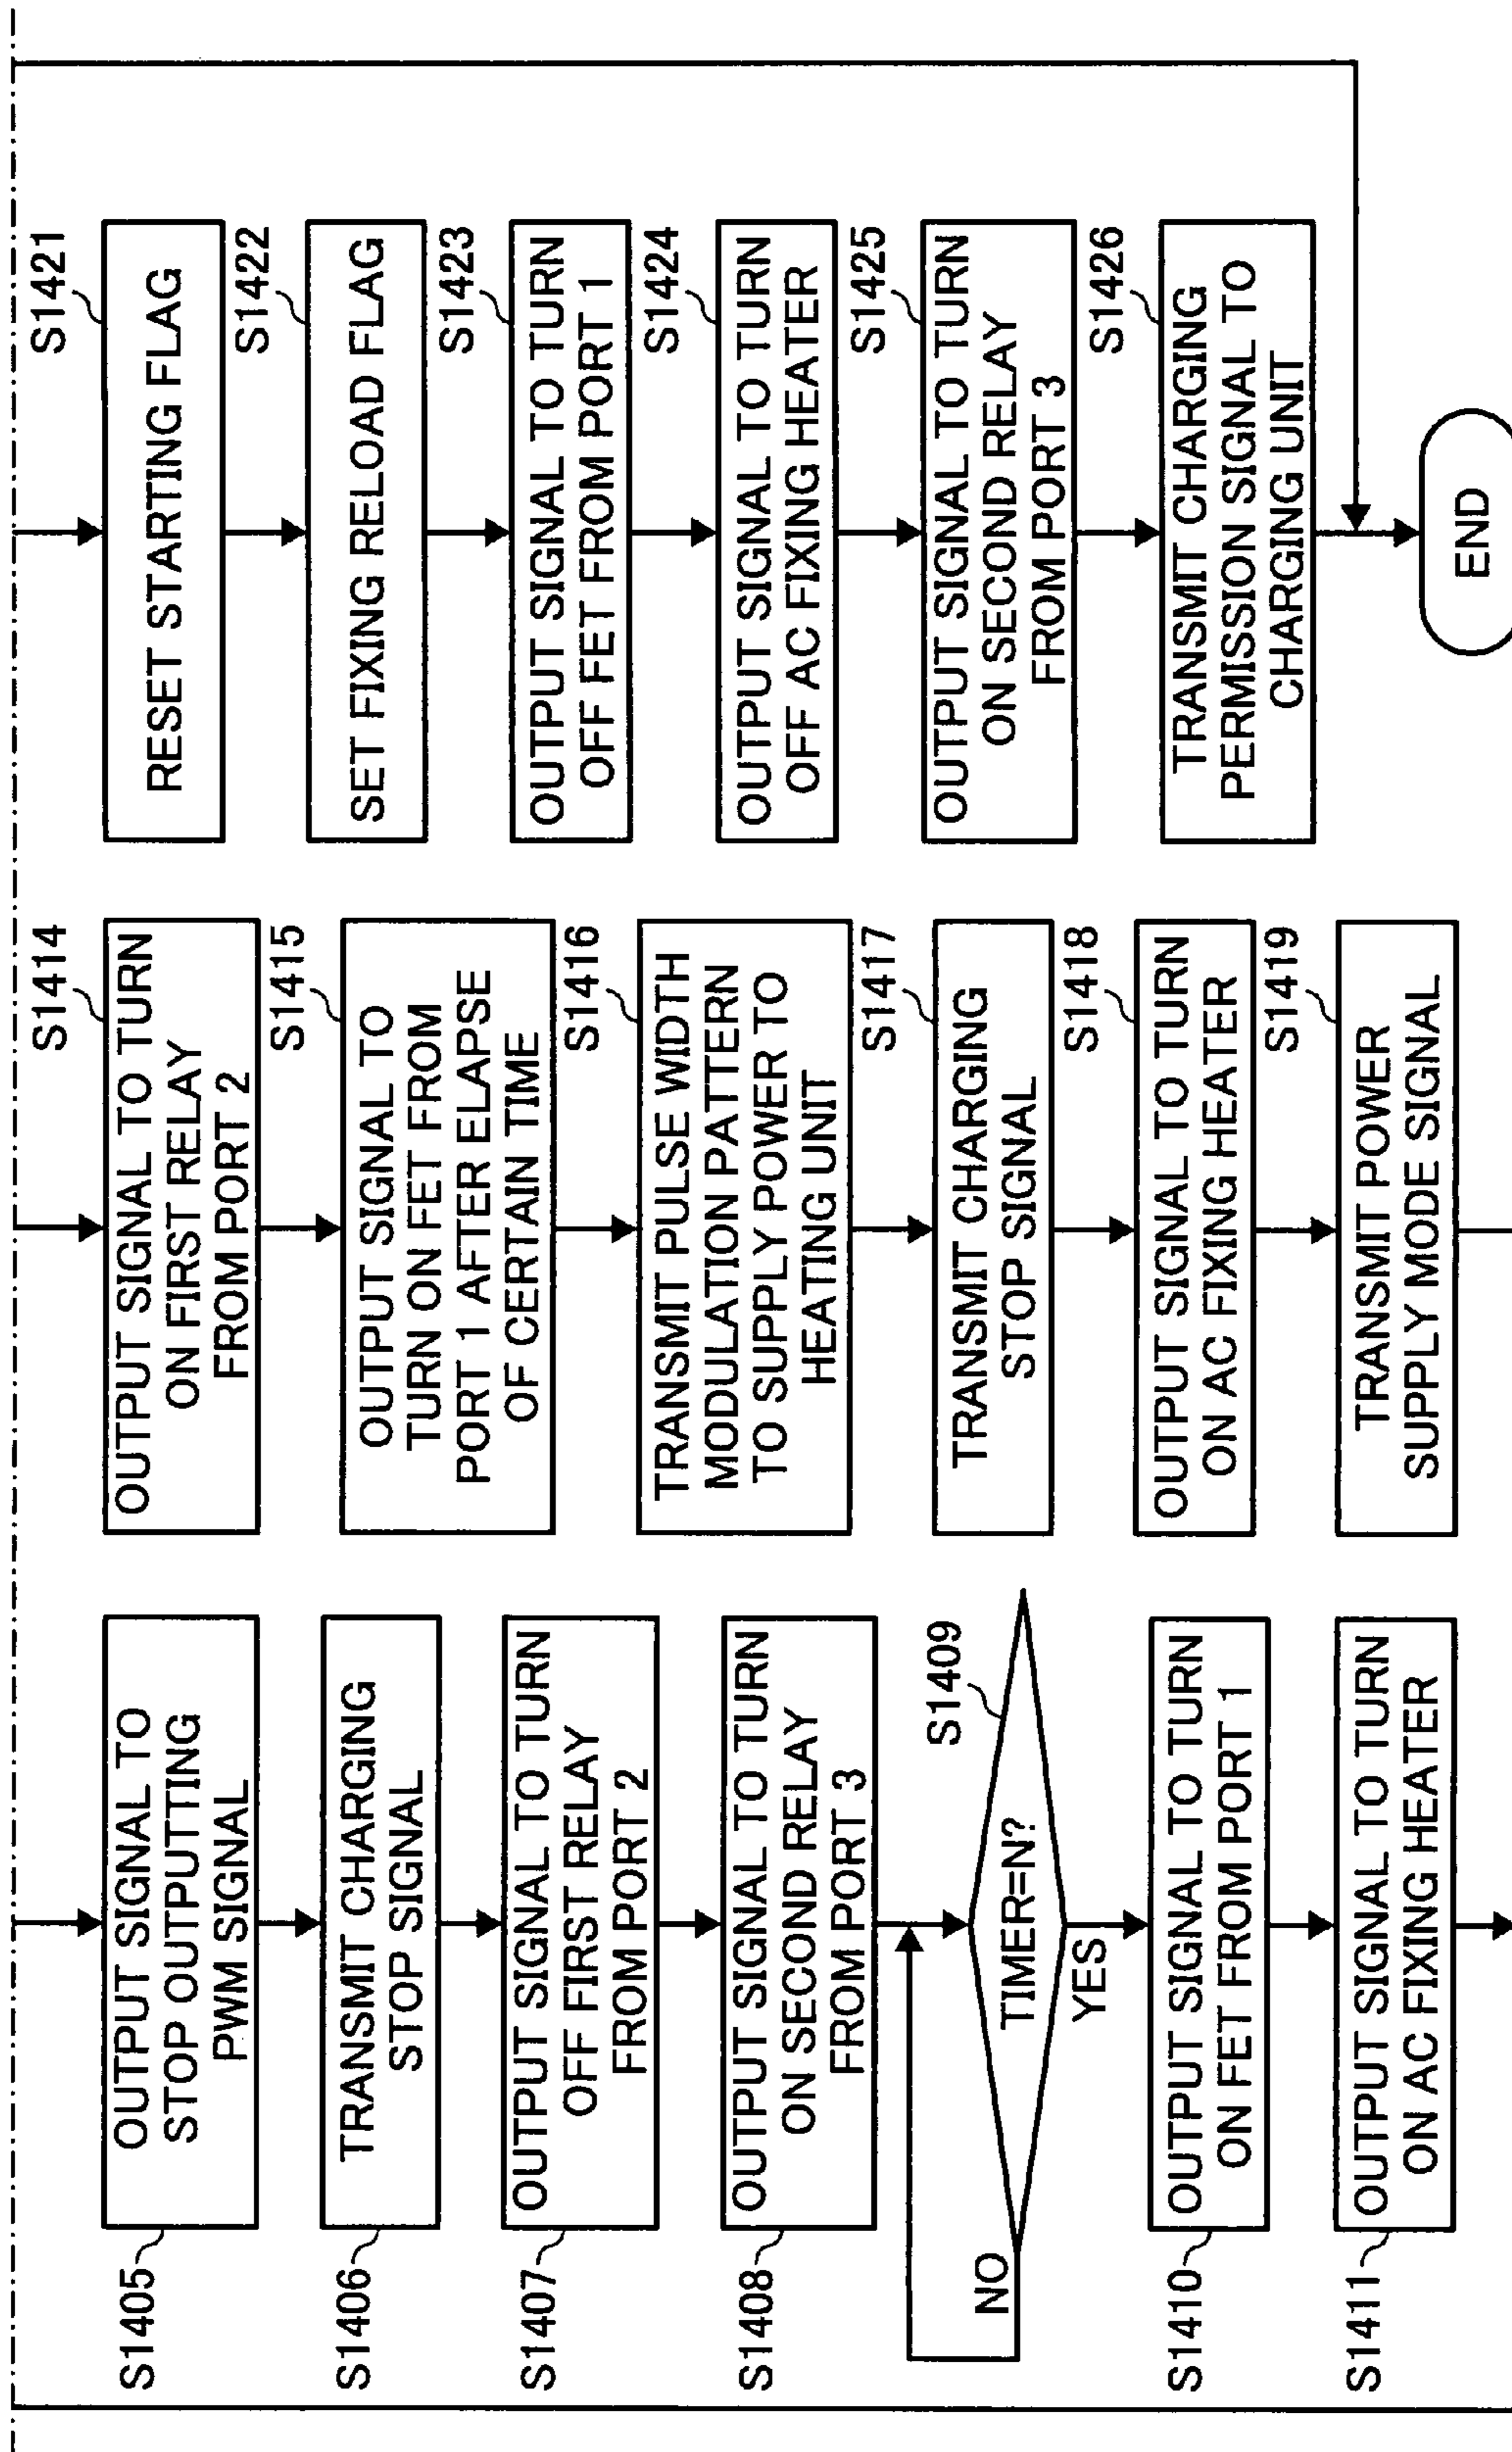 S1405
OUTPUT SIGNAL TO
STOP OUTPUTTING
PWM SIGNAL
S1406
TRANSMIT CHARGING
STOP SIGNAL
S1407
OUTPUT SIGNAL TO TURN
OFF FIRST RELAY
FROM PORT 2
S1408
OUTPUT SIGNAL TO TURN
ON SECOND RELAY
FROM PORT 3
S1409
TIMER=N?
NO
YES
S1410
OUTPUT SIGNAL TO TURN
ON FET FROM PORT 1
S1411
OUTPUT SIGNAL TO TURN
ON AC FIXING HEATER
S1414
OUTPUT SIGNAL TO TURN
ON FIRST RELAY
FROM PORT 2
S1415
OUTPUT SIGNAL TO
TURN ON FET FROM
PORT 1 AFTER ELAPSE
OF CERTAIN TIME
S1416
TRANSMIT PULSE WIDTH
MODULATION PATTERN
TO SUPPLY POWER TO
HEATING UNIT
S1417
TRANSMIT CHARGING
STOP SIGNAL
S1418
OUTPUT SIGNAL TO TURN
ON AC FIXING HEATER
S1419
TRANSMIT POWER
SUPPLY MODE SIGNAL
S1421
RESET STARTING FLAG
S1422
SET FIXING RELOAD FLAG
S1423
OUTPUT SIGNAL TO TURN
OFF FET FROM PORT 1
S1424
OUTPUT SIGNAL TO TURN
OFF AC FIXING HEATER
S1425
OUTPUT SIGNAL TO TURN
ON SECOND RELAY
FROM PORT 3
S1426
TRANSMIT CHARGING
PERMISSION SIGNAL TO
CHARGING UNIT
END